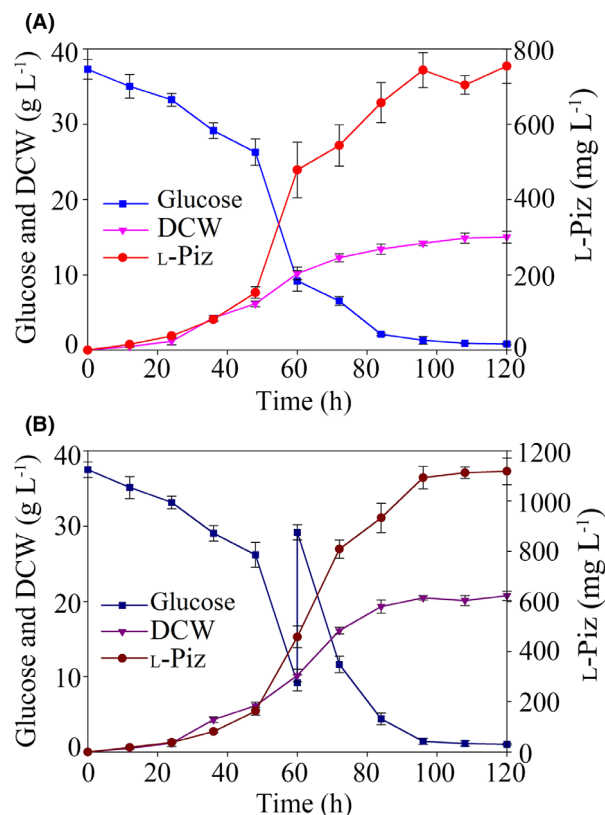 (A)
Glucose and DCW (g L-1)
40
30
20
10
0
Glucose
DCW
L-Piz
800
600
400
200
0
L-Piz (mg L-1)
0 20 40 60 80 100 120
Time (h)
(B)
Glucose and DCW (g L-1)
40
30
20
10
0
Glucose
DCW
L-Piz
1200
1000
800
600
400
200
0
L-Piz (mg L-1)
0 20 40 60 80 100 120
Time (h)